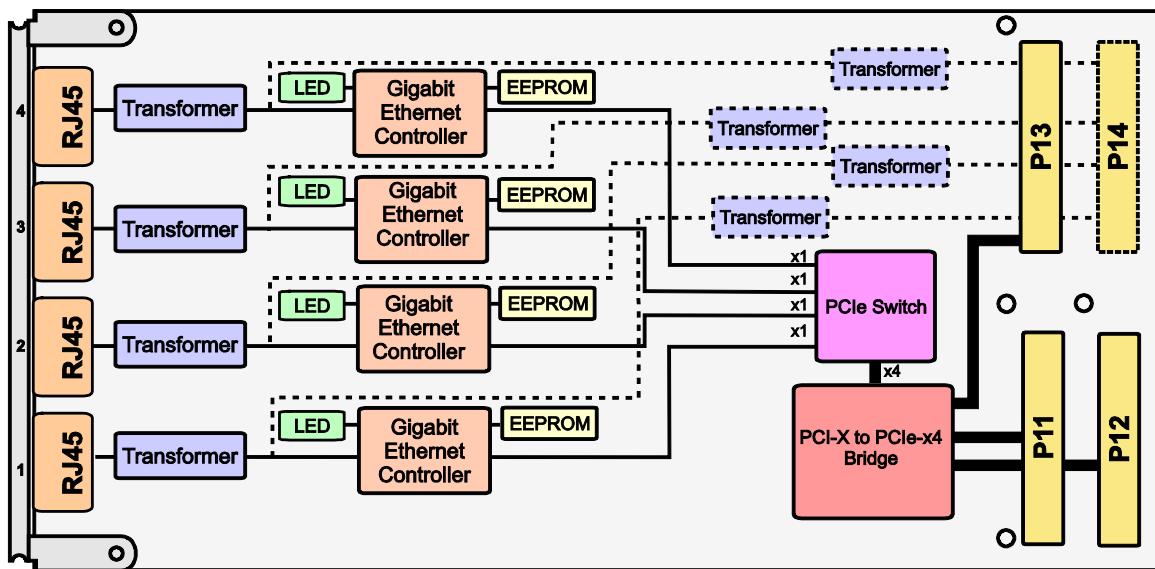 4
RJ45
Transformer
LED
Gigabit
Ethernet
Controller
EEPROM
Transformer
Transformer
Transformer
Transformer
P13
P14
3
RJ45
Transformer
LED
Gigabit
Ethernet
Controller
EEPROM
x1
x1
x1
x1
PCIe Switch
x4
2
RJ45
Transformer
LED
Gigabit
Ethernet
Controller
EEPROM
1
RJ45
Transformer
LED
Gigabit
Ethernet
Controller
EEPROM
PCI-X to PCIe-x4
Bridge
P11
P12